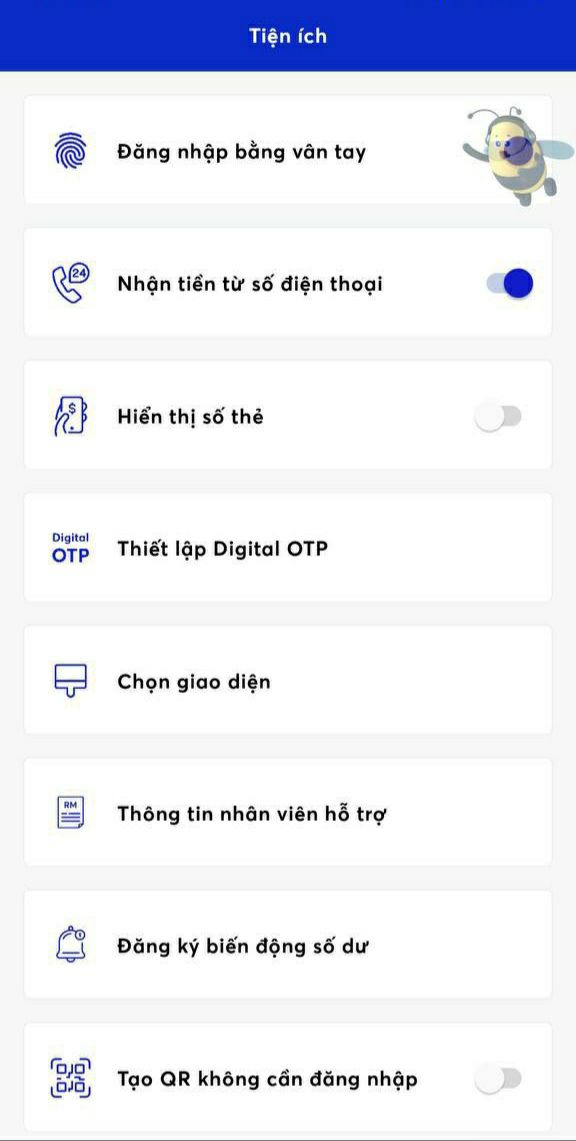 Tiện ích
Đăng nhập bằng vân tay
24
Nhận tiền từ số điện thoại
$
Hiển thị số thẻ
Digital
OTP
Thiết lập Digital OTP
Chọn giao diện
RM
Thông tin nhân viên hỗ trợ
Đăng ký biến động số dư
Tạo QR không cần đăng nhập